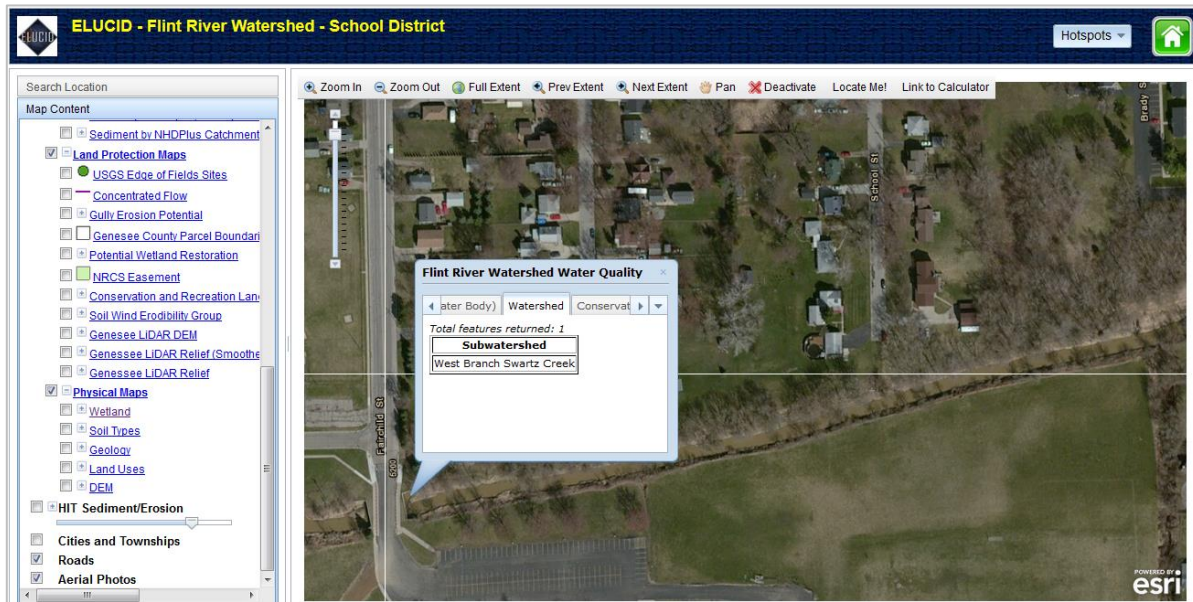 ELUCID
ELUCID - Flint River Watershed - School District
Hotspots
Search Location
Map Content
Sediment by NHDPlus Catchment
Land Protection Maps
USGS Edge of Fields Sites
Concentrated Flow
Gully Erosion Potential
Genesee County Parcel Boundari
Potential Wetland Restoration
NRCS Easement
Conservation and Recreation Lan
Soil Wind Erodibility Group
Genesee LiDAR DEM
Genessee LiDAR Relief (Smoothe
Genessee LiDAR Relief
Physical Maps
Wetland
Soil Types
Geology
Land Uses
DEM
HIT Sediment/Erosion
Cities and Townships
Roads
Aerial Photos
Zoom In Zoom Out Full Extent Prev Extent Next Extent Pan Deactivate Locate Me! Link to Calculator
Brady S
School St
Flint River Watershed Water Quality
ater Body) Watershed Conservat
Total features returned: 1
Subwatershed
West Branch Swartz Creek
Fairchild St
POWERED BY
esri